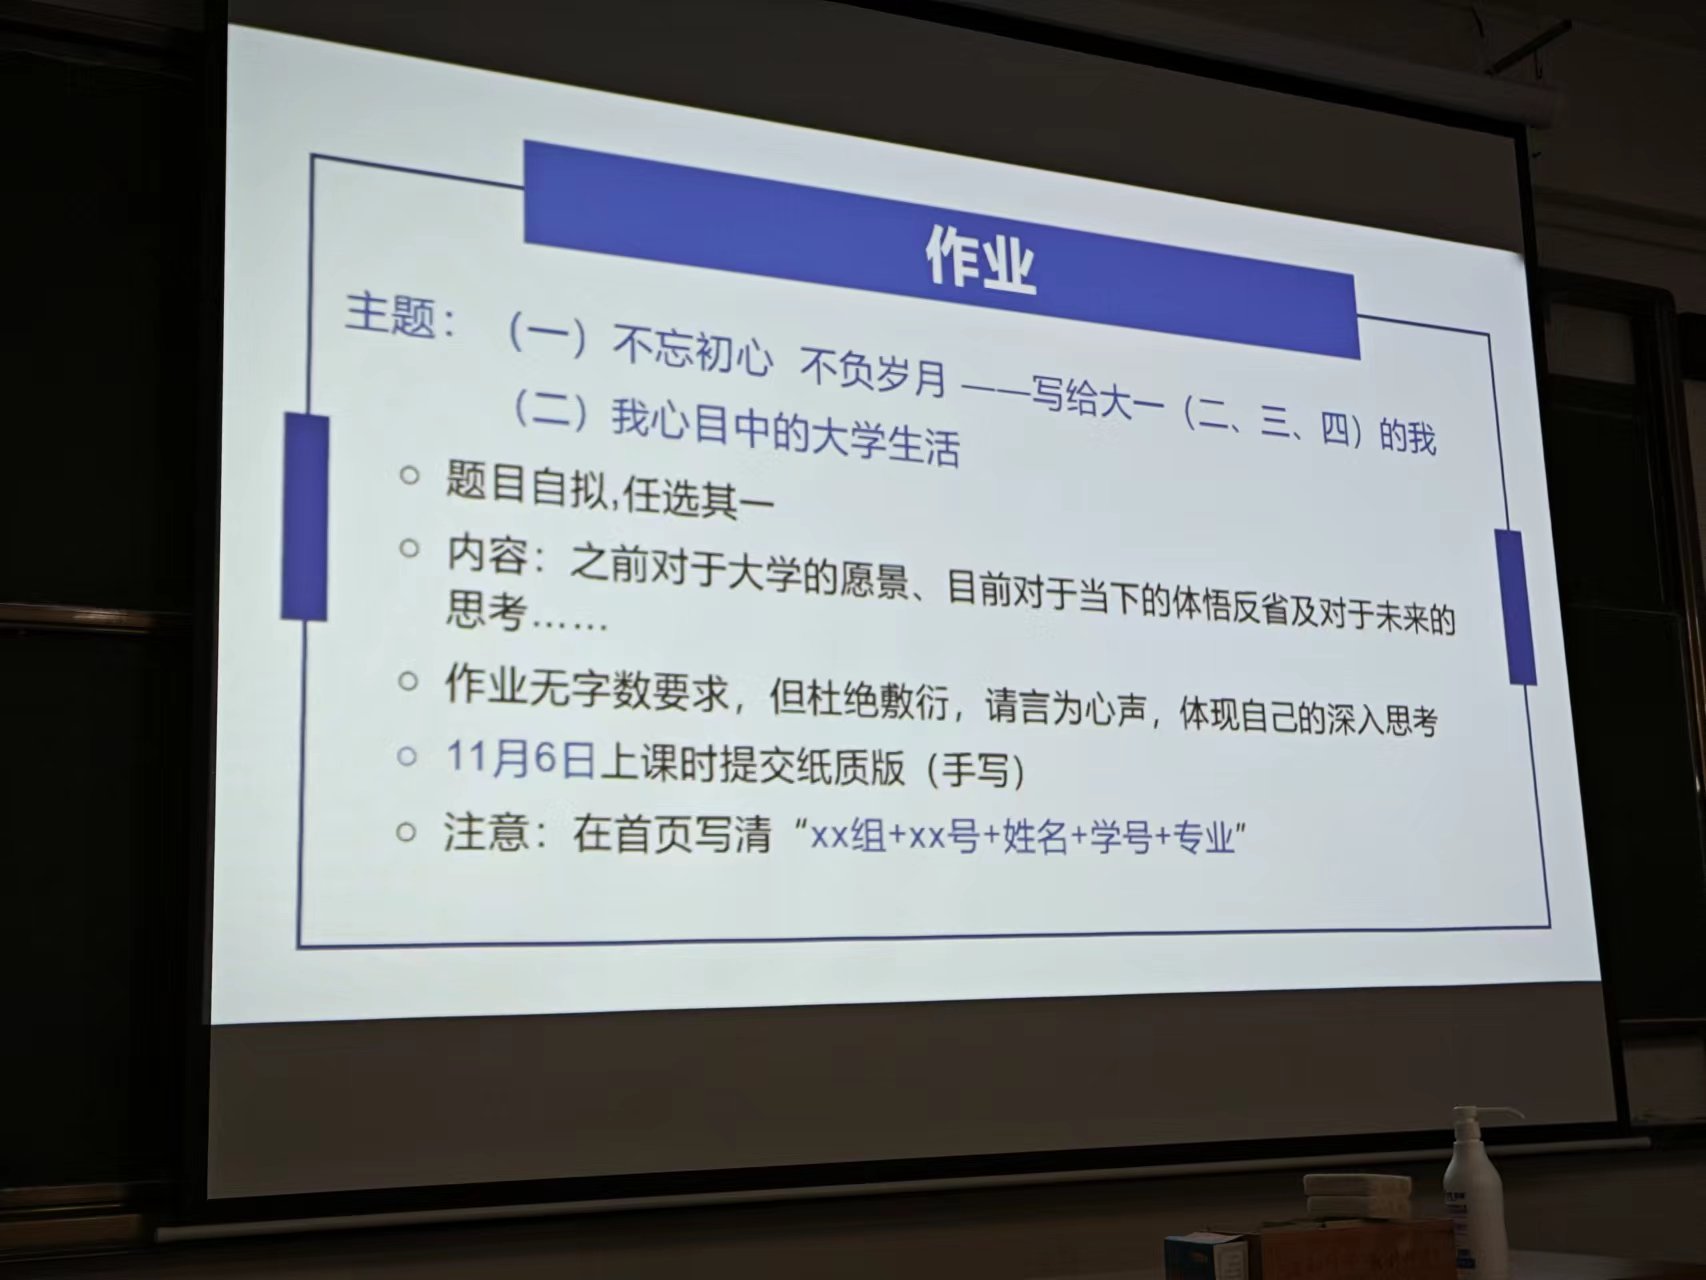 作业
主题：（一）不忘初心 不负岁月 ——写给大一（二、三、四）的我
（二）我心目中的大学生活
○ 题目自拟,任选其一
○ 内容：之前对于大学的愿景、目前对于当下的体悟反省及对于未来的
思考……
○ 作业无字数要求，但杜绝敷衍，请言为心声，体现自己的深入思考
○ 11月6日上课时提交纸质版（手写）
○ 注意：在首页写清“xx组+xx号+姓名+学号+专业”